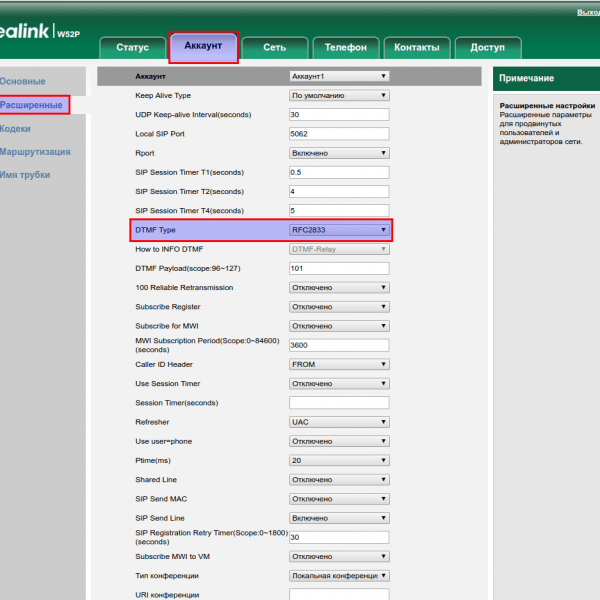 Выход
ealink | W52P
Статус Аккаунт Сеть Телефон Контакты Доступ
Основные
Расширенные
Кодеки
Маршрутизация
Имя трубки
Аккаунт Аккаунт1
Keep Alive Type По умолчанию
UDP Keep-alive Interval(seconds) 30
Local SIP Port 5062
Rport Включено
SIP Session Timer T1(seconds) 0.5
SIP Session Timer T2(seconds) 4
SIP Session Timer T4(seconds) 5
DTMF Type RFC2833
How to INFO DTMF DTMF-Relay
DTMF Payload(scope:96~127) 101
100 Reliable Retransmission Отключено
Subscribe Register Отключено
Subscribe for MWI Отключено
MWI Subscription Period(Scope:0~84600)
(seconds) 3600
Caller ID Header FROM
Use Session Timer Отключено
Session Timer(seconds)
Refresher UAC
Use user=phone Отключено
Ptime(ms) 20
Shared Line Отключено
SIP Send MAC Отключено
SIP Send Line Включено
SIP Registration Retry Timer(Scope:0~1800)
(seconds) 30
Subscribe MWI to VM Отключено
Тип конференции Локальная конференци
URI конференции
Примечание
Расширенные настройки
Расширенные параметры
для продвинутых
пользователей и
администраторов сети.